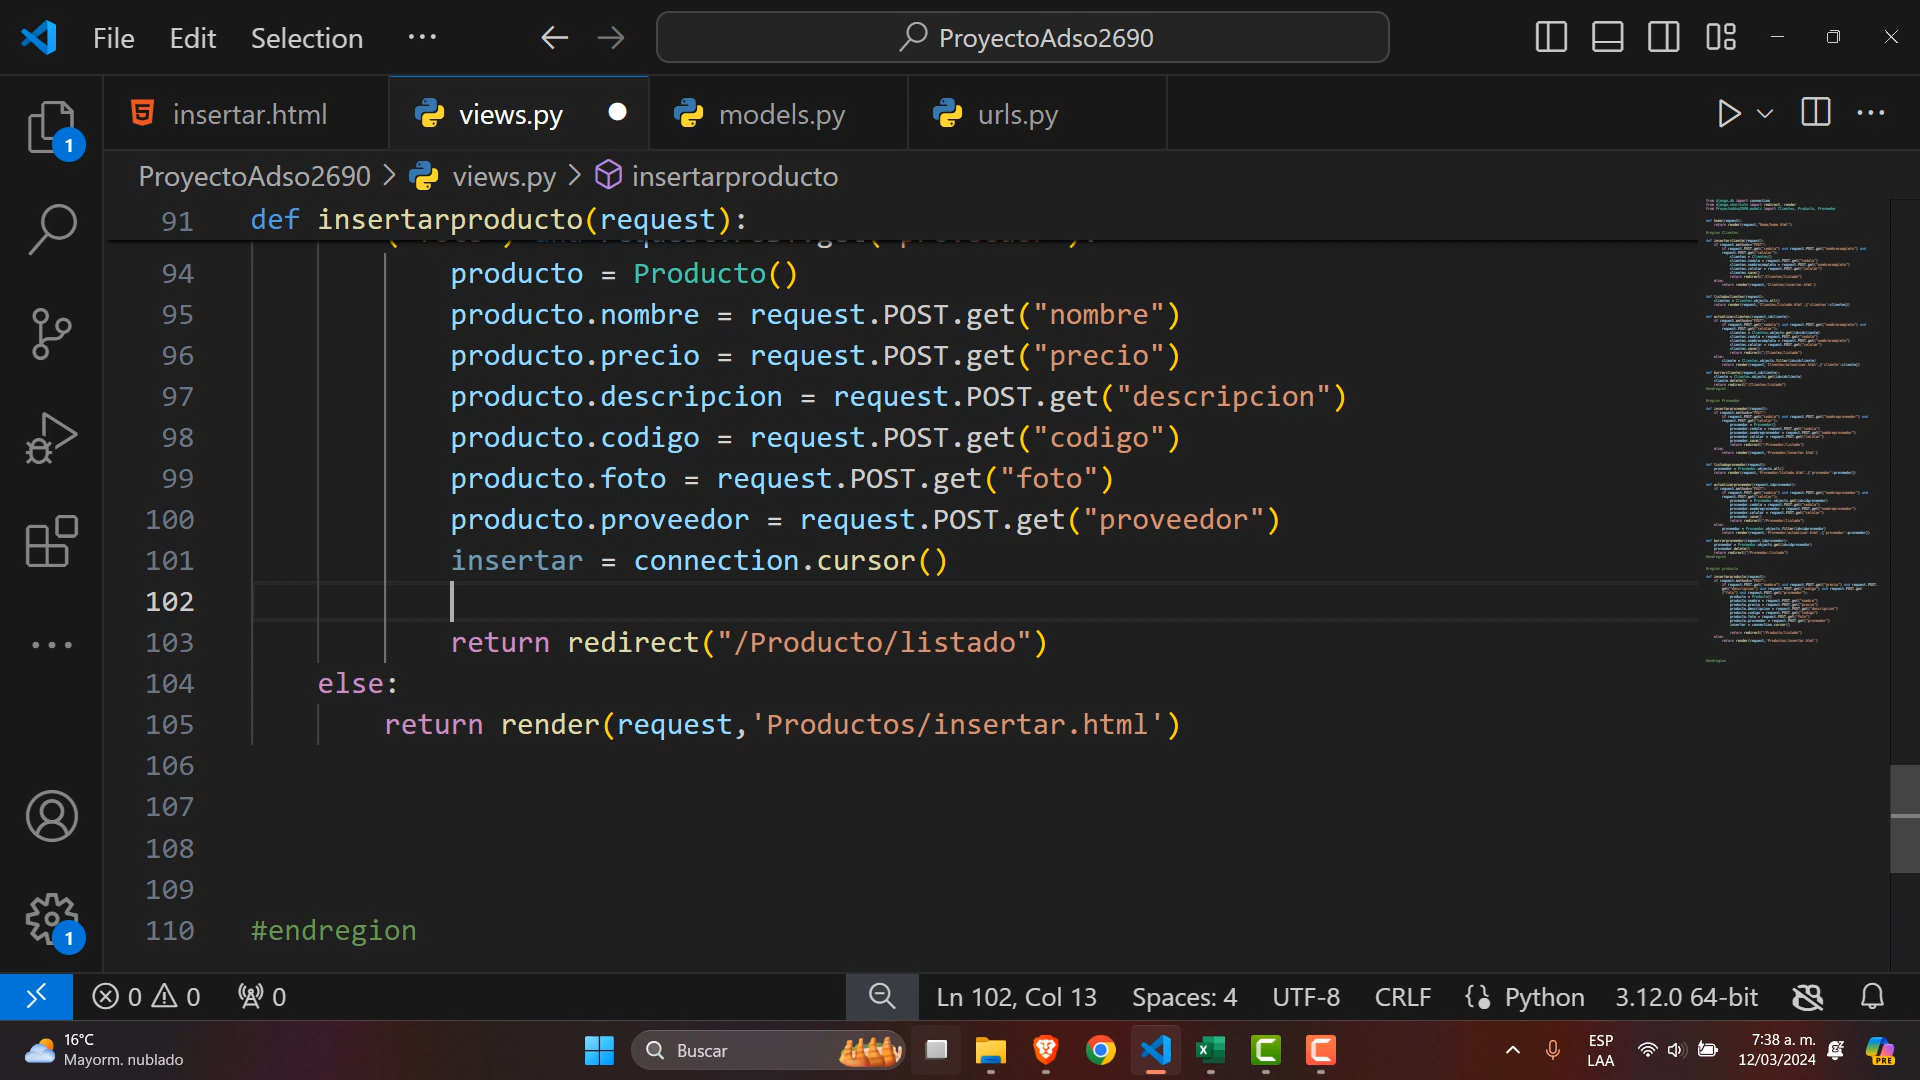 File Edit Selection ···
ProyectoAdso2690
insertar.html views.py models.py urls.py
ProyectoAdso2690 > views.py > insertarproducto
91 def insertarproducto(request):
94 producto = Producto()
95 producto.nombre = request.POST.get("nombre")
96 producto.precio = request.POST.get("precio")
97 producto.descripcion = request.POST.get("descripcion")
98 producto.codigo = request.POST.get("codigo")
99 producto.foto = request.POST.get("foto")
100 producto.proveedor = request.POST.get("proveedor")
101 insertar = connection.cursor()
102
103 return redirect("/Producto/listado")
104 else:
105 return render(request,'Productos/insertar.html')
106
107
108
109
110 #endregion
1
1
0 0 0 Ln 102, Col 13 Spaces: 4 UTF-8 CRLF Python 3.12.0 64-bit
16°C
Mayorm. nublado
Buscar
ESP
LAA
7:38 a. m.
12/03/2024
PRE